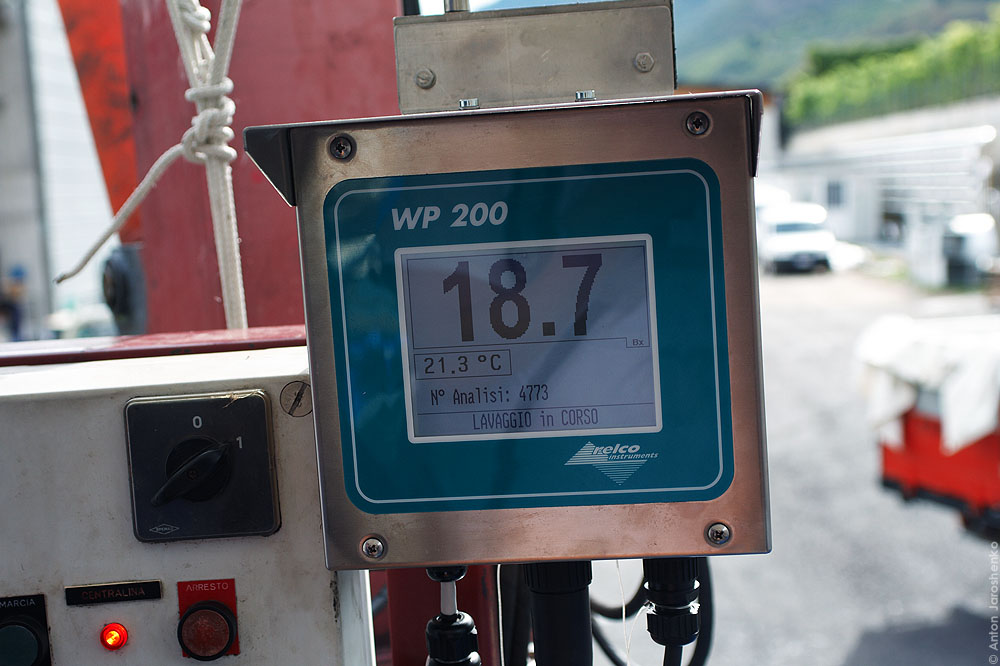 WP 200
18.7
Bx
21.3 °C
N° Analisi: 4773
LAVAGGIO in CORSO
relco
instruments
0
1
MARCIA
CENTRALINA
ARRESTO
© Anton Jaroshenko